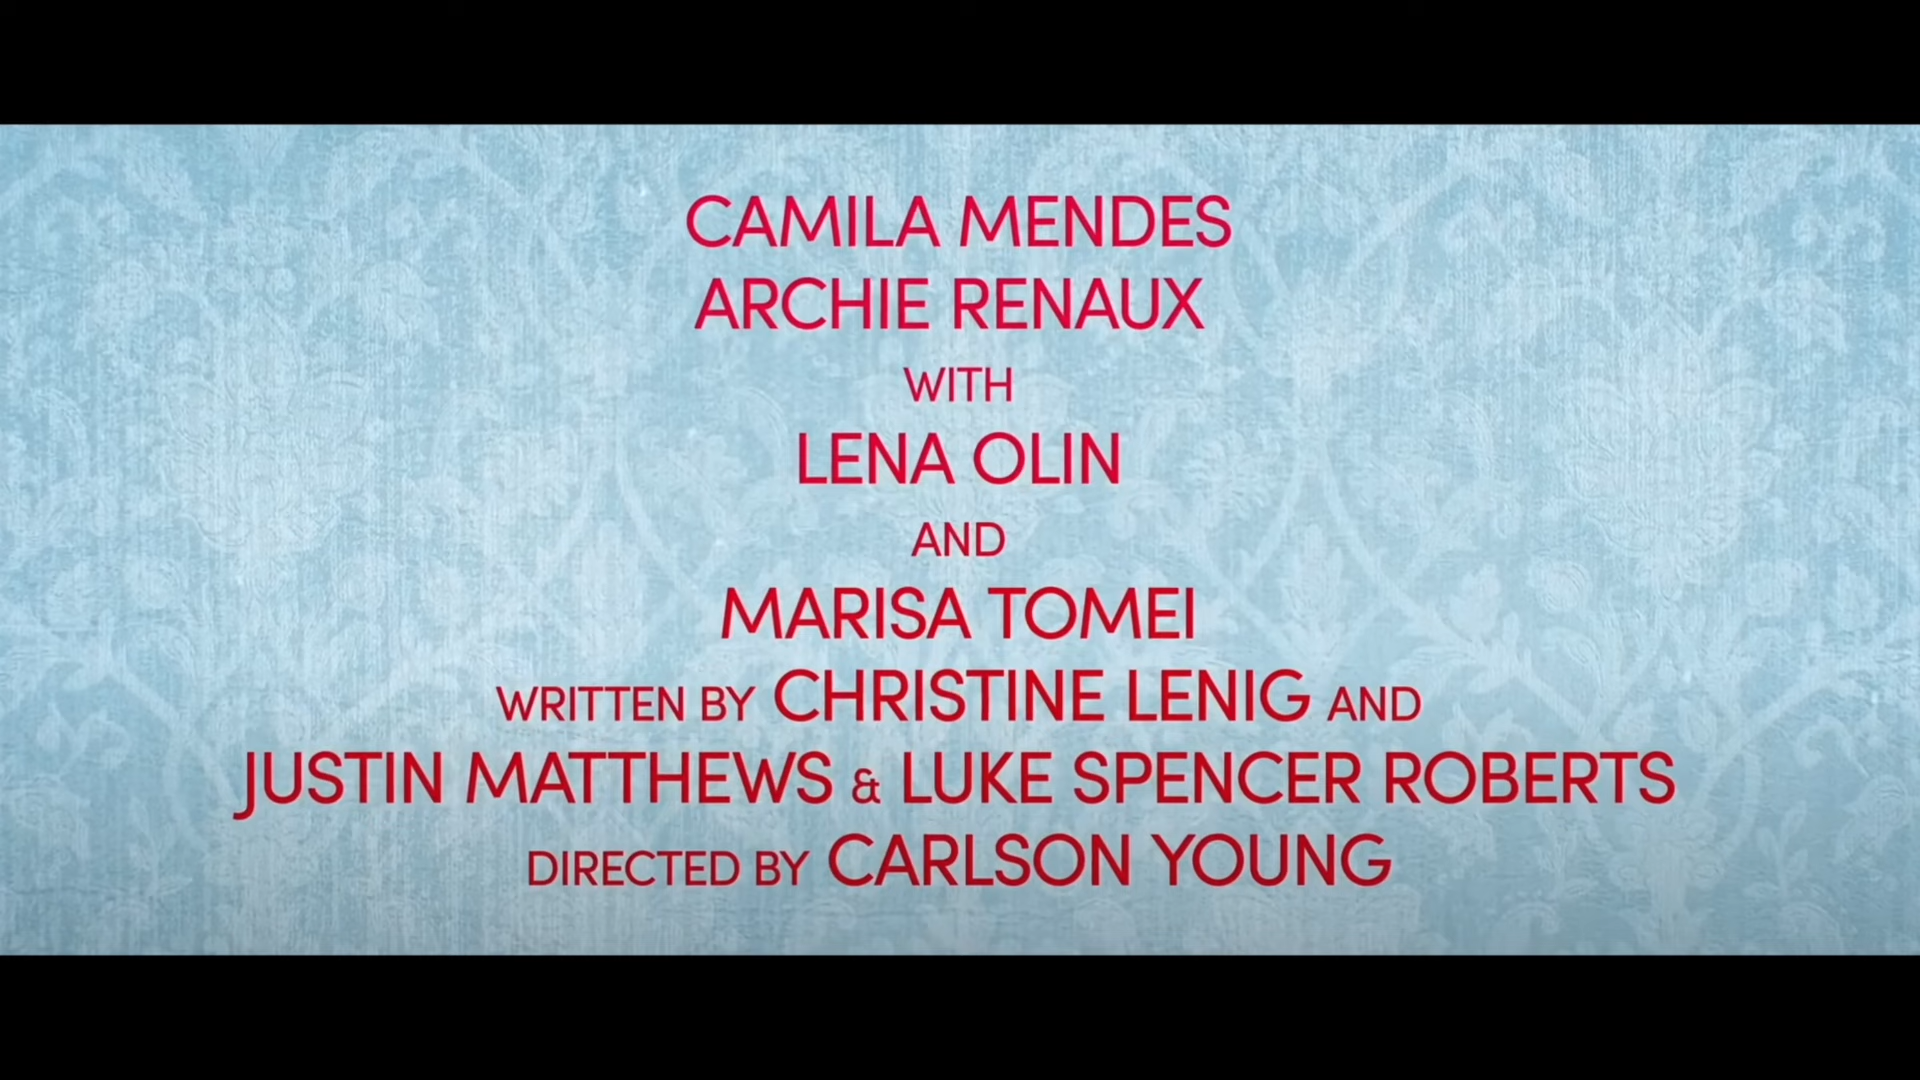 CAMILA MENDES
ARCHIE RENAUX
WITH
LENA OLIN
AND
MARISA TOMEI
WRITTEN BY CHRISTINE LENIG AND
JUSTIN MATTHEWS & LUKE SPENCER ROBERTS
DIRECTED BY CARLSON YOUNG